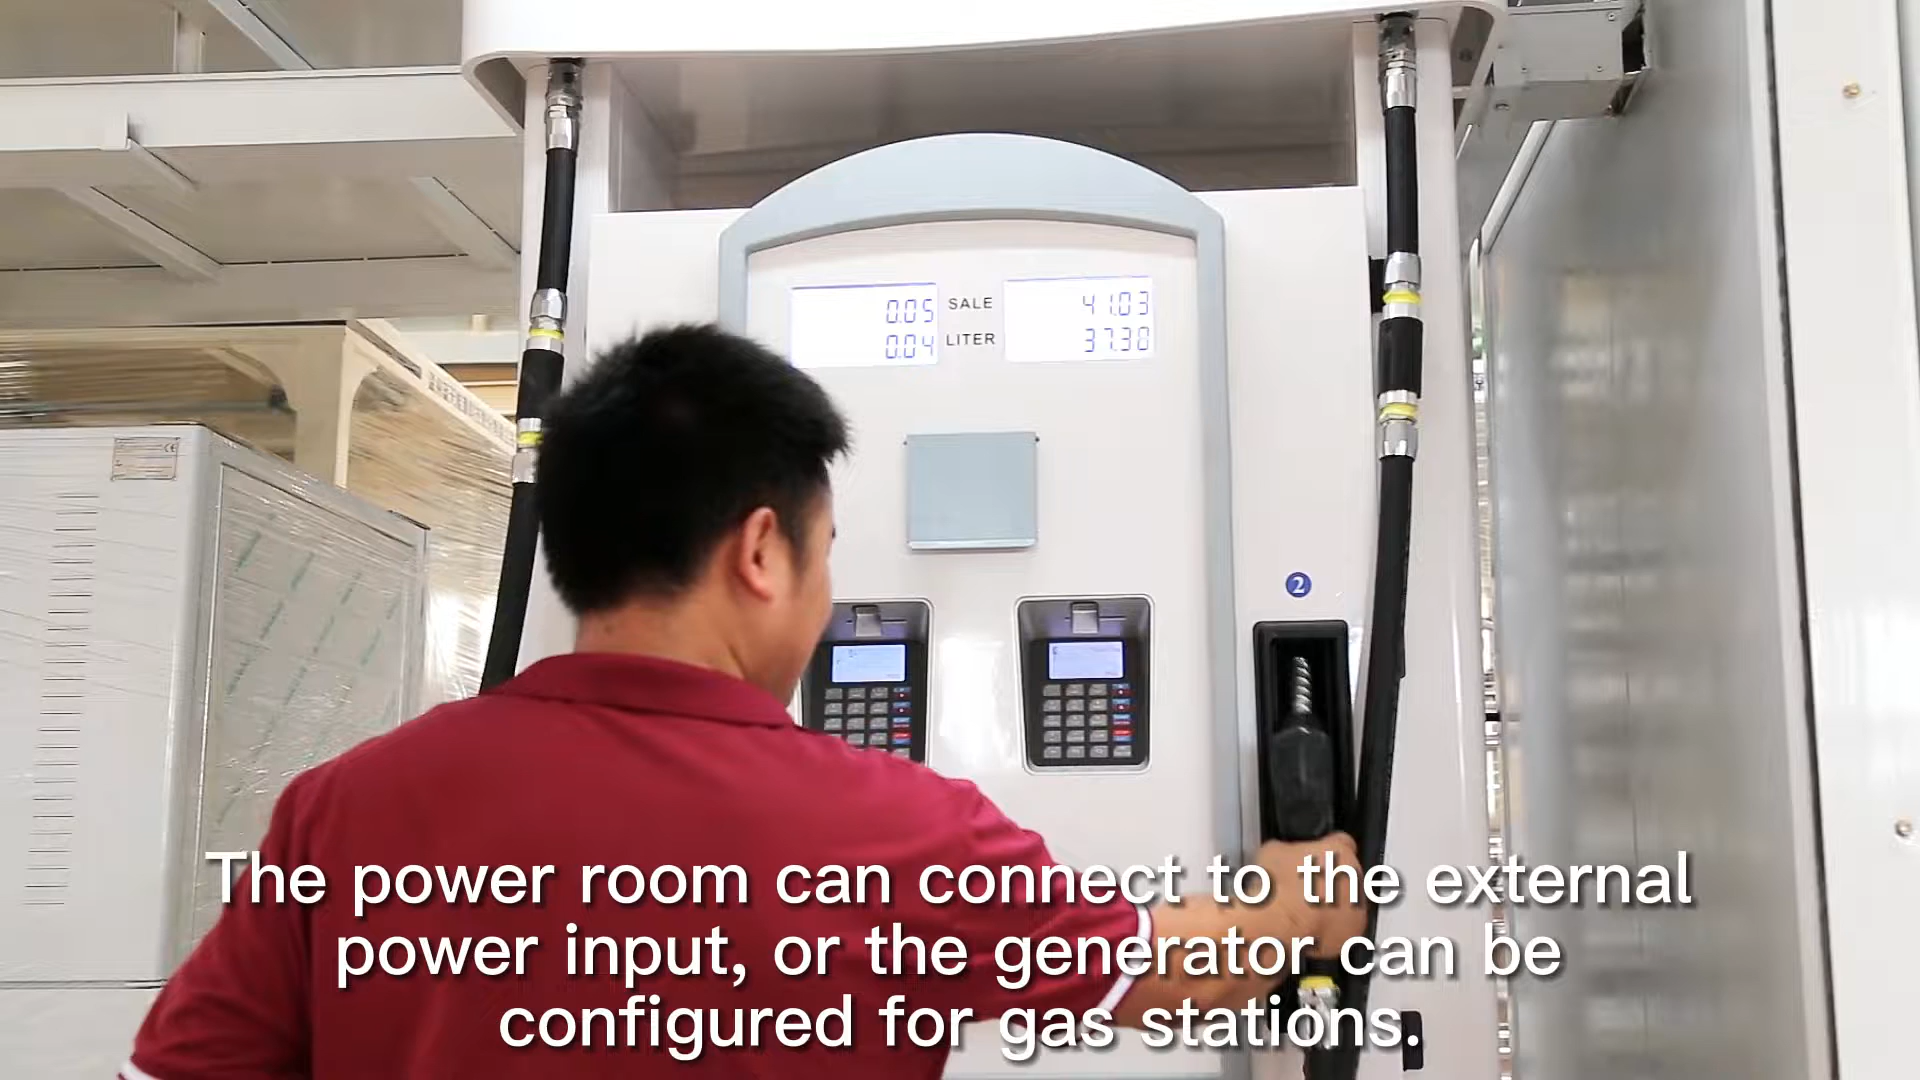 0.05 SALE 41.03
0.04 LITER 37.38
2
The power room can connect to the external
power input, or the generator can be
configured for gas stations.